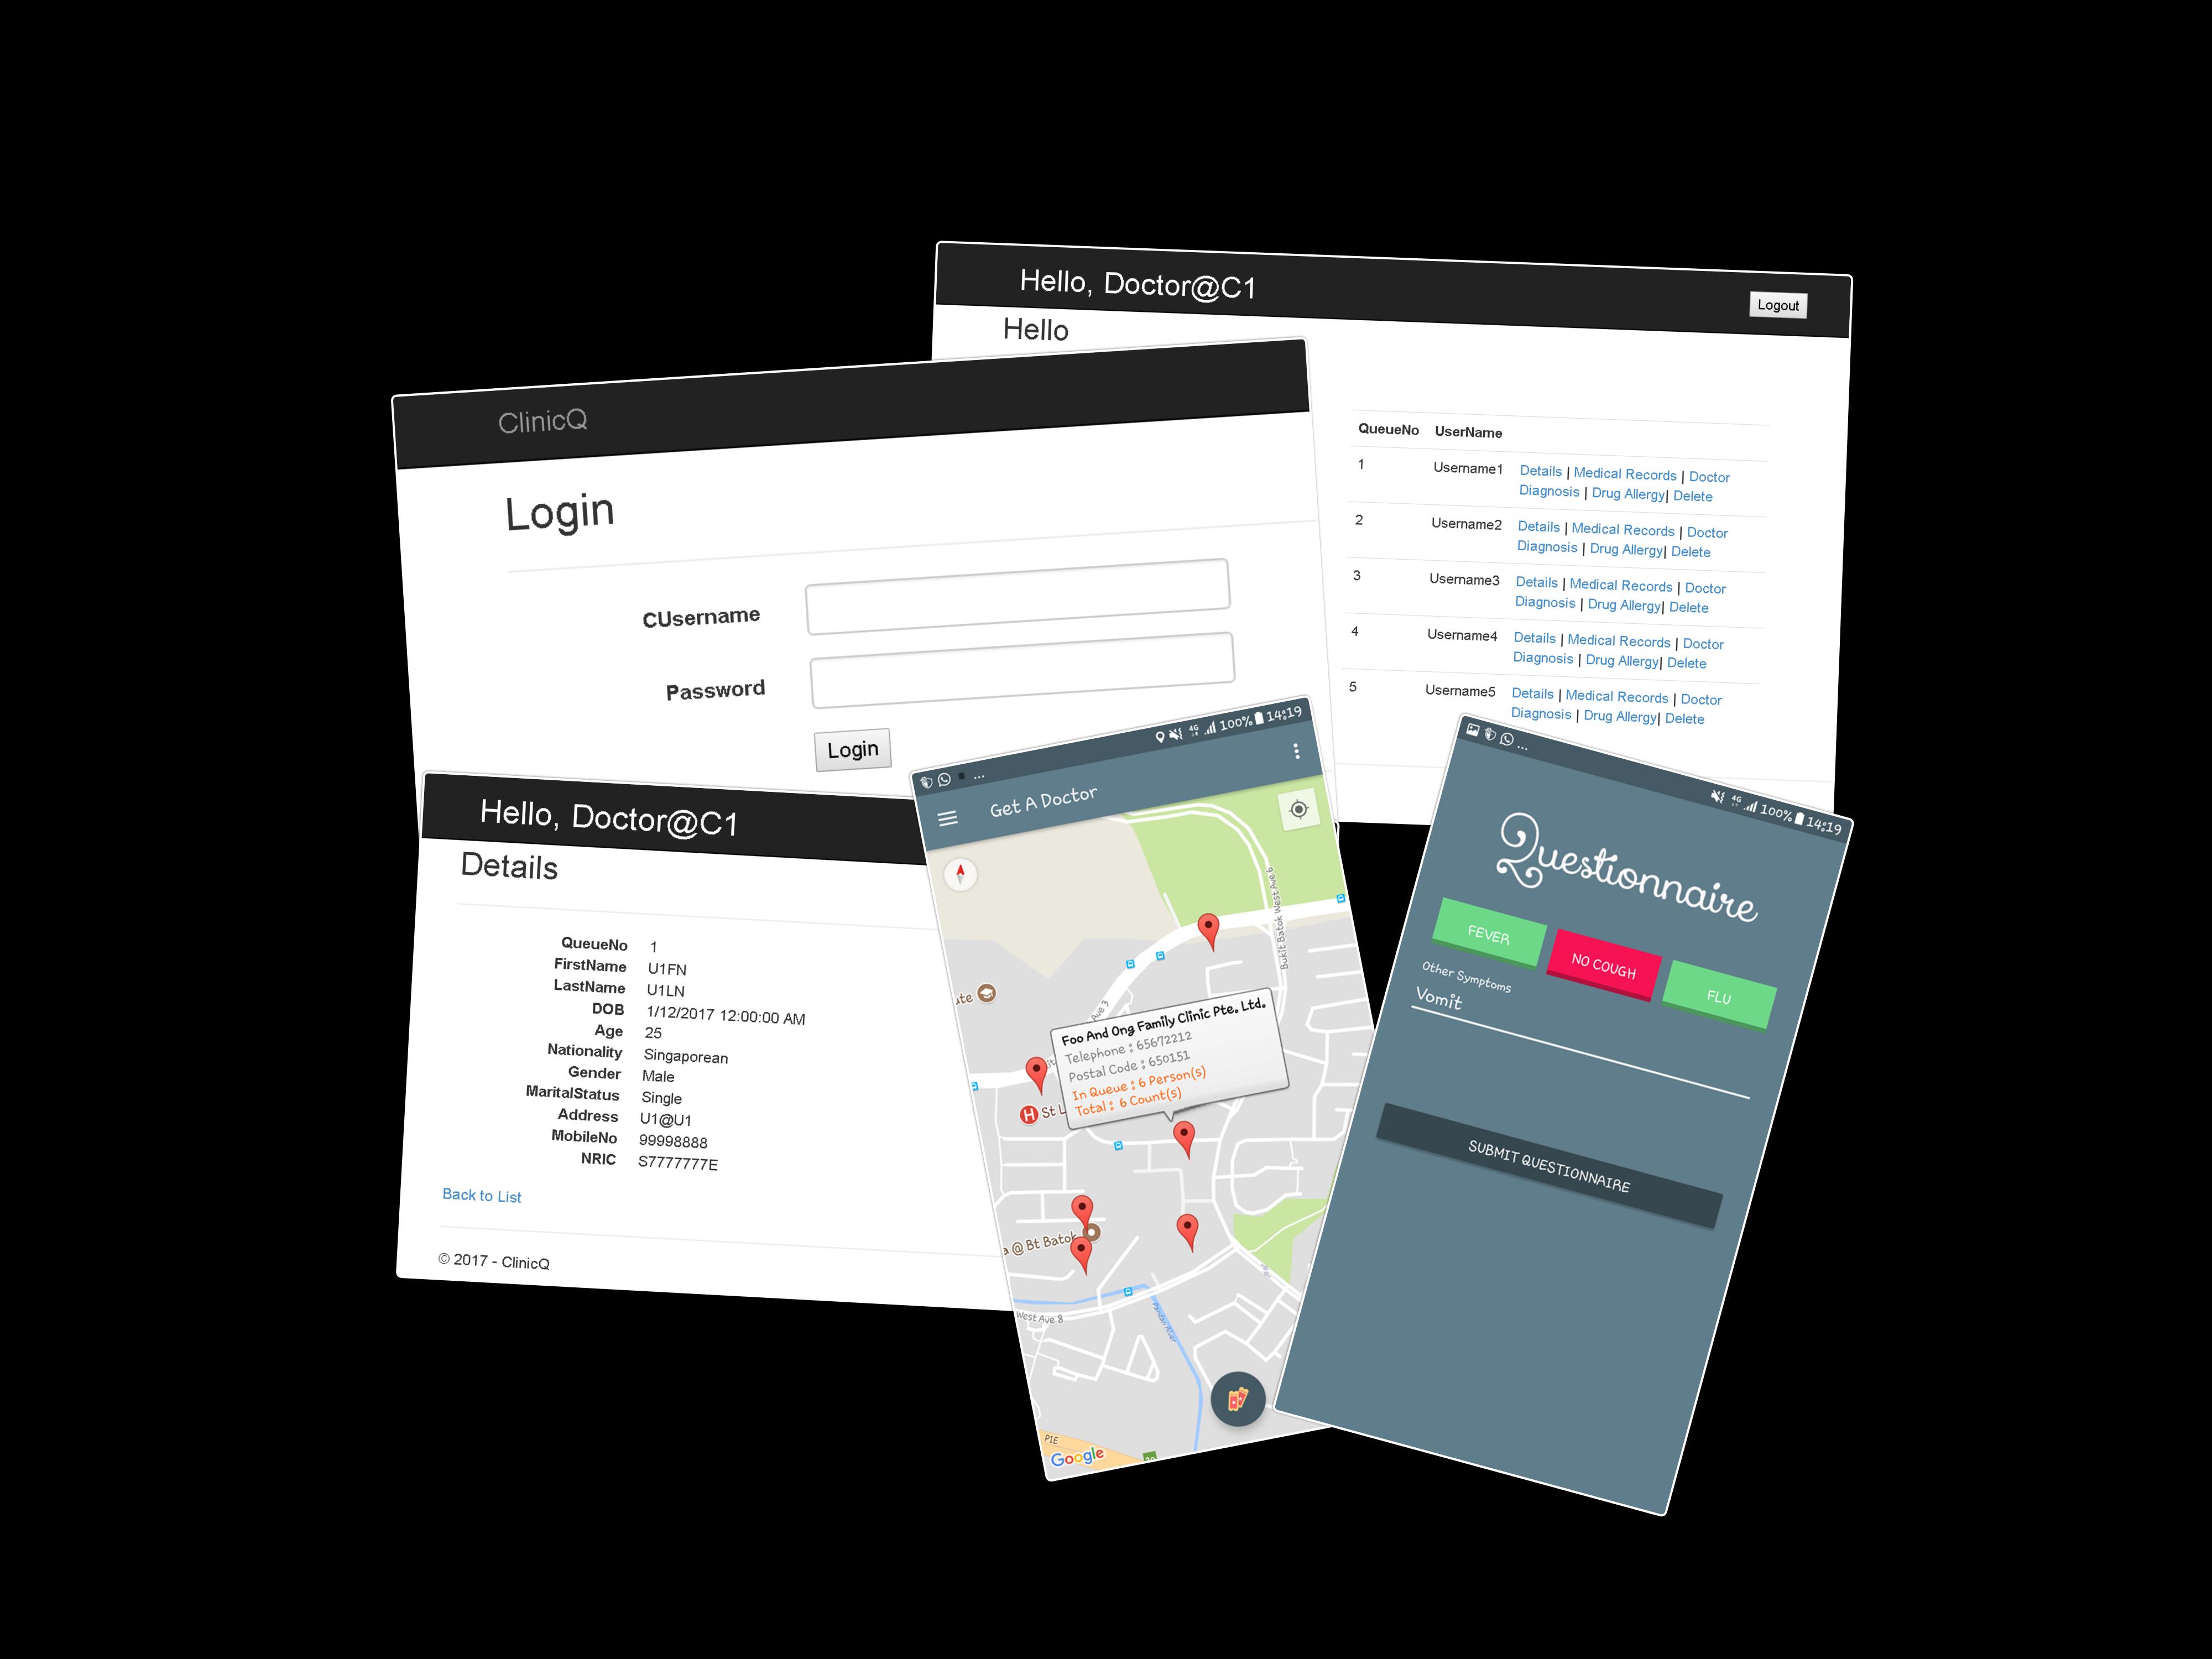 Hello, Doctor@C1
Logout
Hello
QueueNo UserName
1 Username1 Details | Medical Records | Doctor
Diagnosis | Drug Allergy| Delete
2 Username2 Details | Medical Records | Doctor
Diagnosis | Drug Allergy| Delete
3 Username3 Details | Medical Records | Doctor
Diagnosis | Drug Allergy| Delete
4 Username4 Details | Medical Records | Doctor
Diagnosis | Drug Allergy| Delete
5 Username5 Details | Medical Records | Doctor
Diagnosis | Drug Allergy| Delete
ClinicQ
Login
CUsername
Password
Login
Hello, Doctor@C1
Details
QueueNo 1
FirstName U1FN
LastName U1LN
DOB 1/12/2017 12:00:00 AM
Age 25
Nationality Singaporean
Gender Male
MaritalStatus Single
Address U1@U1
MobileNo 99998888
NRIC S7777777E
Back to List
© 2017 - ClinicQ
... 4G 100% 14:19
Get A Doctor
Bukit Batok West Ave 6
Ave 3
Foo And Ong Family Clinic Pte. Ltd.
Telephone : 65672212
Postal Code : 650151
In Queue : 6 Person(s)
Total : 6 Count(s)
H St L
@ Bt Batok
West Ave 8
Pandan River
PIE
Google
... 4G 100% 14:19
Questionnaire
FEVER
NO COUGH
FLU
Other Symptoms
Vomit
SUBMIT QUESTIONNAIRE